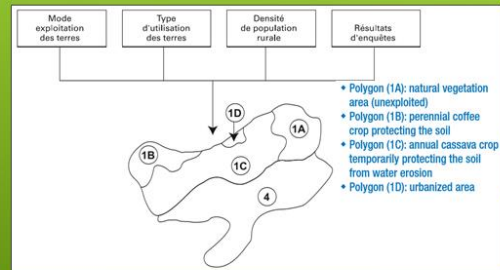 Mode
exploitation
des terres
Type
d'utilisation
des terres
Densité
de population
rurale
Résultats
d'enquêtes
1D
1A
1B
1C
4
◆ Polygon (1A): natural vegetation
area (unexploited)
◆ Polygon (1B): perennial coffee
crop protecting the soil
◆ Polygon (1C): annual cassava crop
temporarily protecting the soil
from water erosion
◆ Polygon (1D): urbanized area